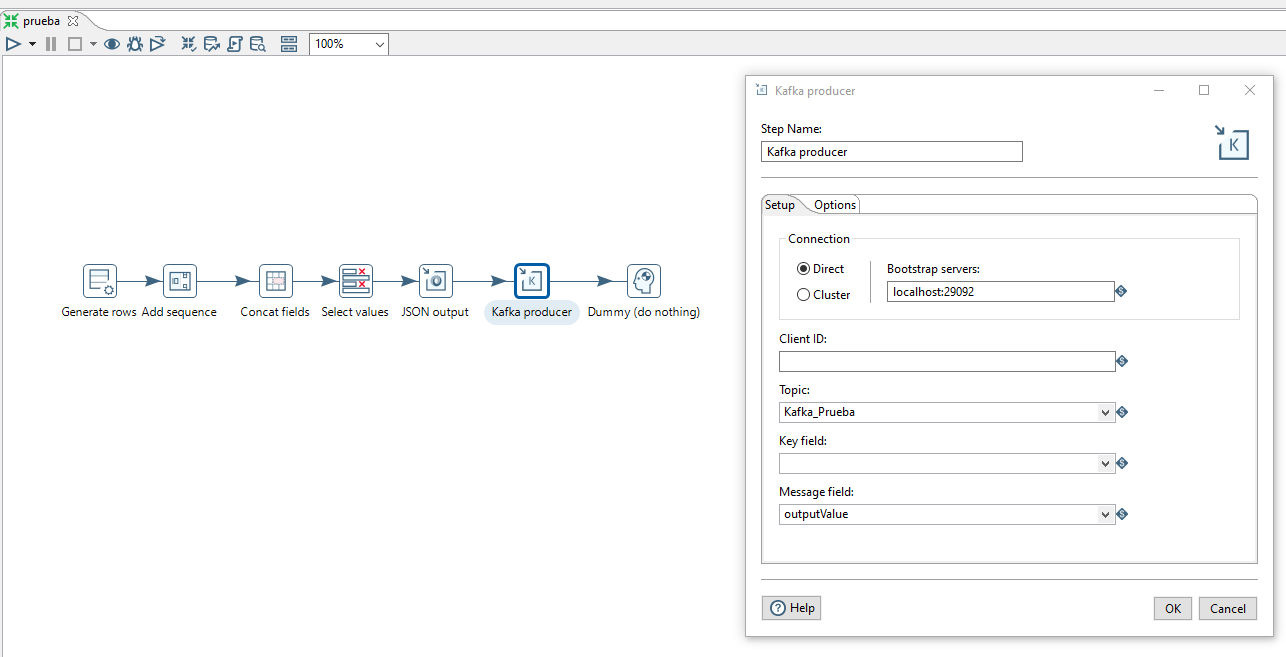 prueba
100%
Generate rows
Add sequence
Concat fields
Select values
JSON output
Kafka producer
Dummy (do nothing)
Kafka producer
Step Name:
Kafka producer
K
Setup
Options
Connection
Direct
Cluster
Bootstrap servers:
localhost:29092
Client ID:
Topic:
Kafka_Prueba
Key field:
Message field:
outputValue
Help
OK
Cancel